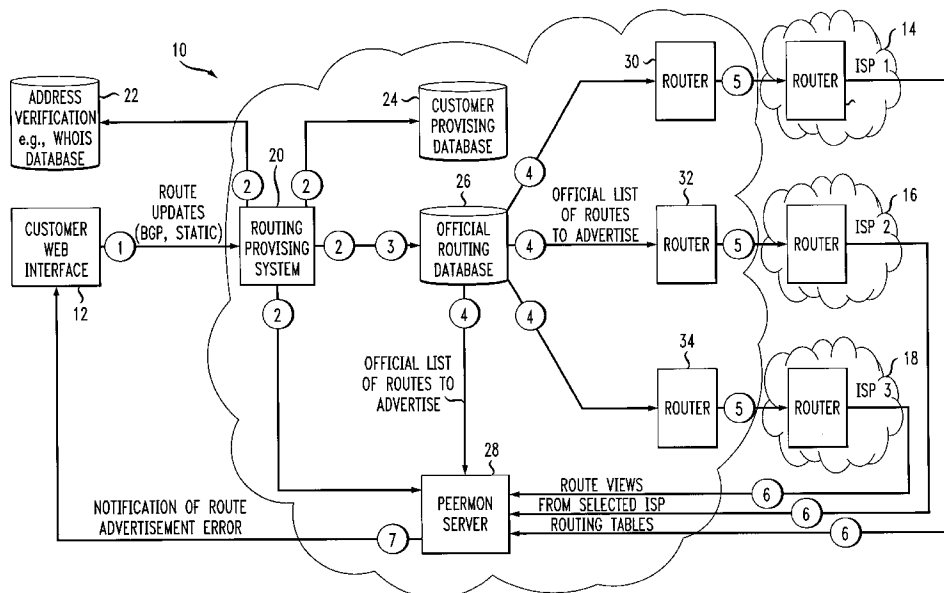 10
ADDRESS
VERIFICATION
e.g., WHOIS
DATABASE
22
24
CUSTOMER
PROVISING
DATABASE
30
ROUTER
5
ROUTER
ISP 1
14
2
2
20
4
ROUTE
UPDATES
(BGP, STATIC)
CUSTOMER
WEB
INTERFACE
12
1
ROUTING
PROVISING
SYSTEM
2
3
26
OFFICIAL
ROUTING
DATABASE
OFFICIAL LIST
OF ROUTES
TO ADVERTISE
4
32
ROUTER
5
ROUTER
ISP 2
16
2
4
4
OFFICIAL LIST
OF ROUTES TO
ADVERTISE
34
ROUTER
5
ROUTER
ISP 3
18
28
PEERMON
SERVER
ROUTE VIEWS
6
FROM SELECTED ISP
6
ROUTING TABLES
6
NOTIFICATION OF ROUTE
ADVERTISEMENT ERROR
7